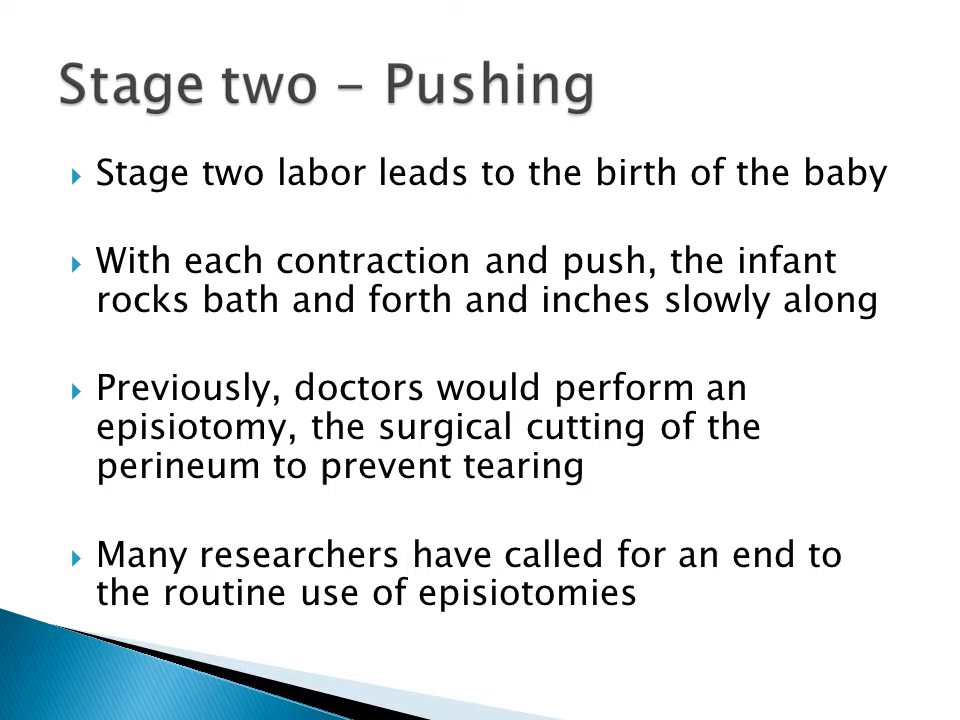 Stage two - Pushing
Stage two labor leads to the birth of the baby
With each contraction and push, the infant
rocks bath and forth and inches slowly along
Previously, doctors would perform an
episiotomy, the surgical cutting of the
perineum to prevent tearing
Many researchers have called for an end to
the routine use of episiotomies